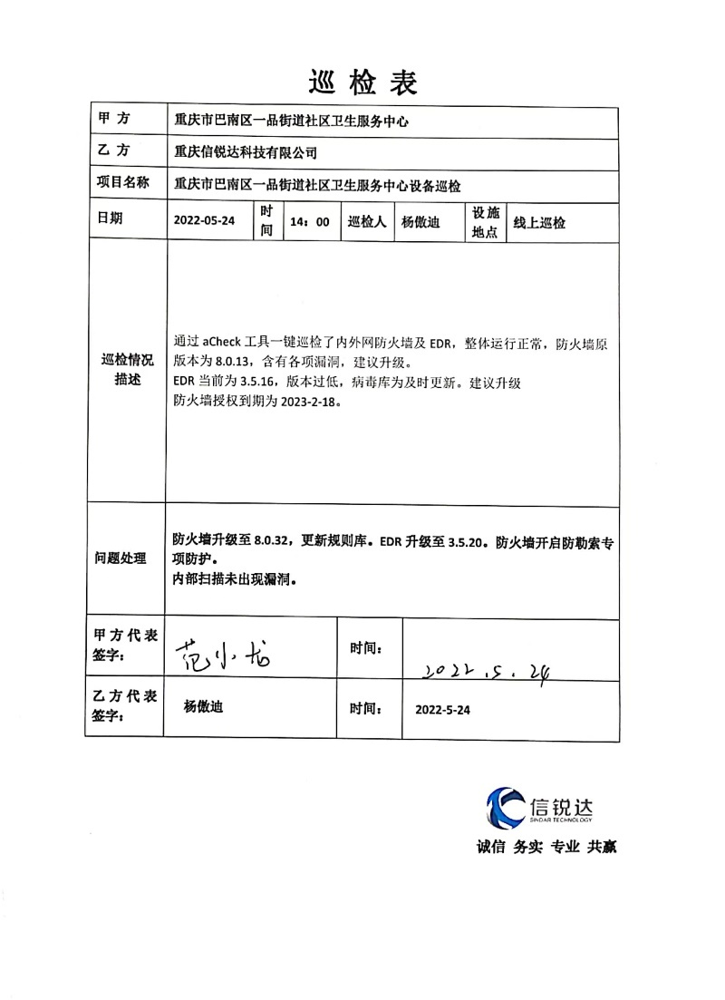 巡检表
甲方 重庆市巴南区一品街道社区卫生服务中心
乙方 重庆信锐达科技有限公司
项目名称 重庆市巴南区一品街道社区卫生服务中心设备巡检
日期 2022-05-24 时间 14：00 巡检人 杨傲迪 设施地点 线上巡检
巡检情况描述
通过 aCheck 工具一键巡检了内外网防火墙及 EDR，整体运行正常，防火墙原
版本为 8.0.13，含有各项漏洞，建议升级。
EDR 当前为 3.5.16，版本过低，病毒库为及时更新。建议升级
防火墙授权到期为 2023-2-18。
问题处理
防火墙升级至 8.0.32，更新规则库。EDR 升级至 3.5.20。防火墙开启防勒索专
项防护。
内部扫描未出现漏洞。
甲方代表签字： 范小龙 时间： 2022.5.24
乙方代表签字： 杨傲迪 时间： 2022-5-24
信锐达
SINDAR TECHNOLOGY
诚信 务实 专业 共赢